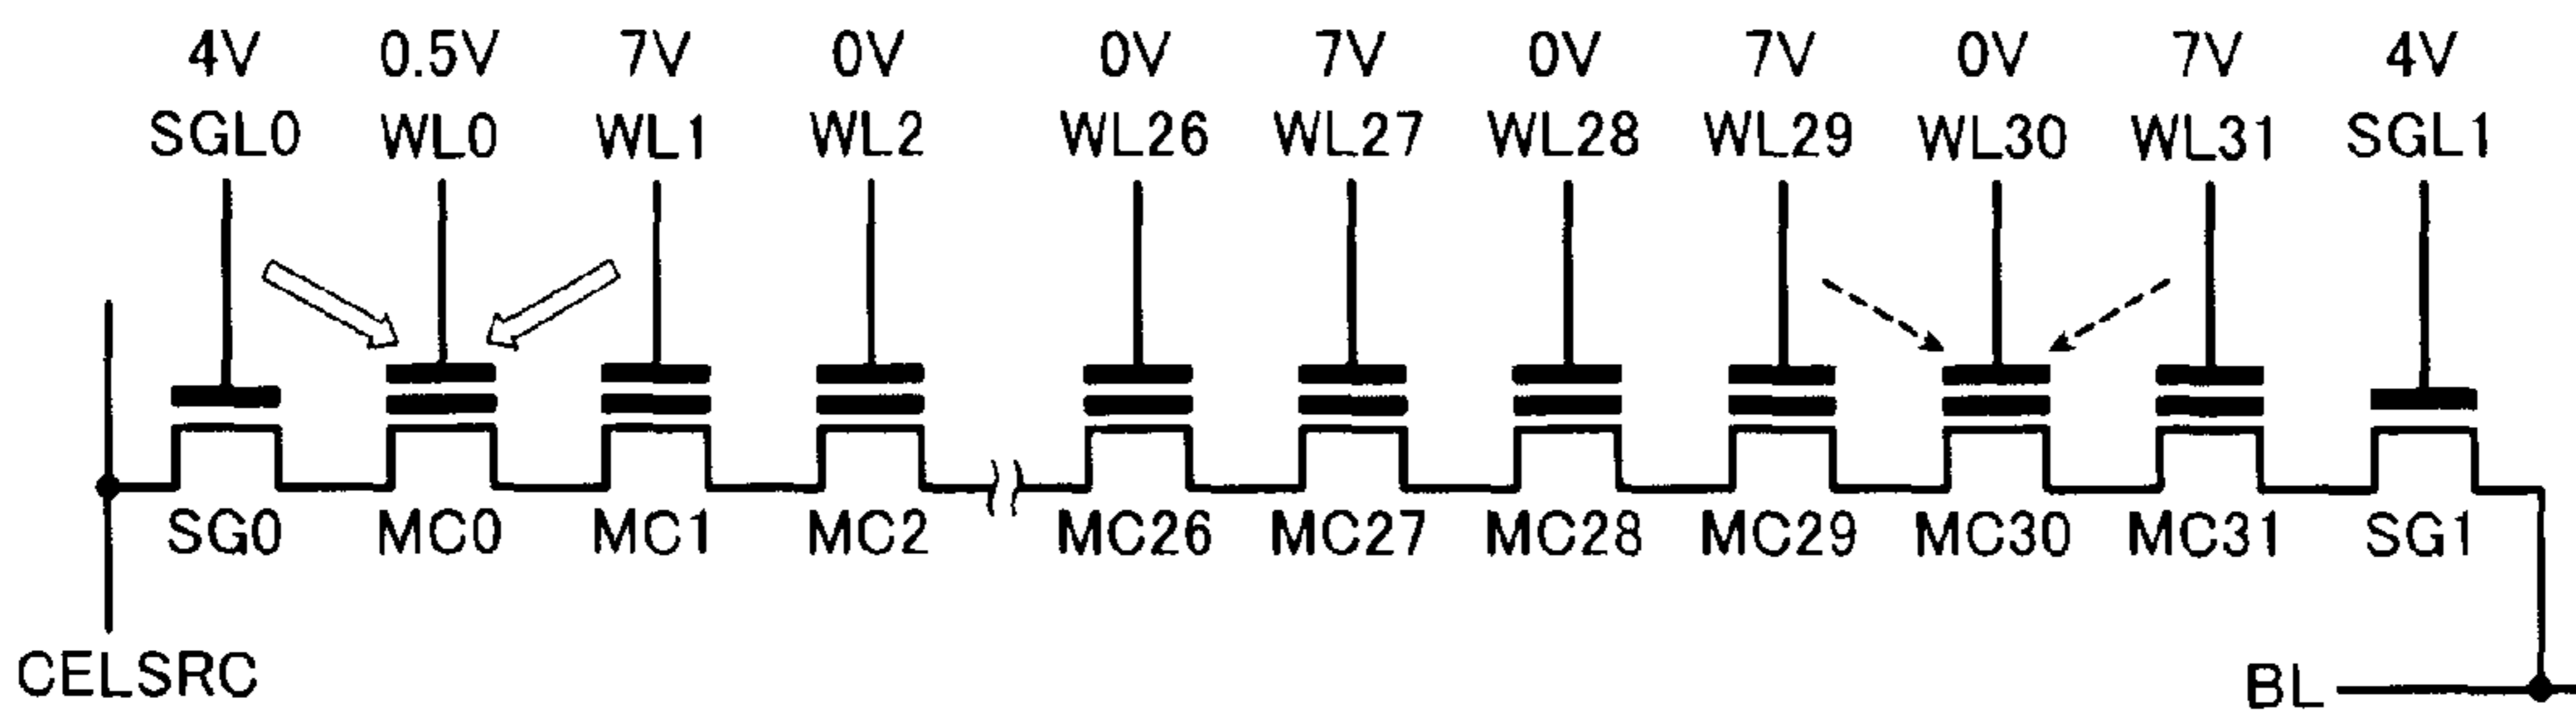 4V 0.5V 7V 0V 0V 7V 0V 7V 0V 7V 4V
SGL0 WL0 WL1 WL2 WL26 WL27 WL28 WL29 WL30 WL31 SGL1
SG0 MC0 MC1 MC2 MC26 MC27 MC28 MC29 MC30 MC31 SG1
CELSRC BL